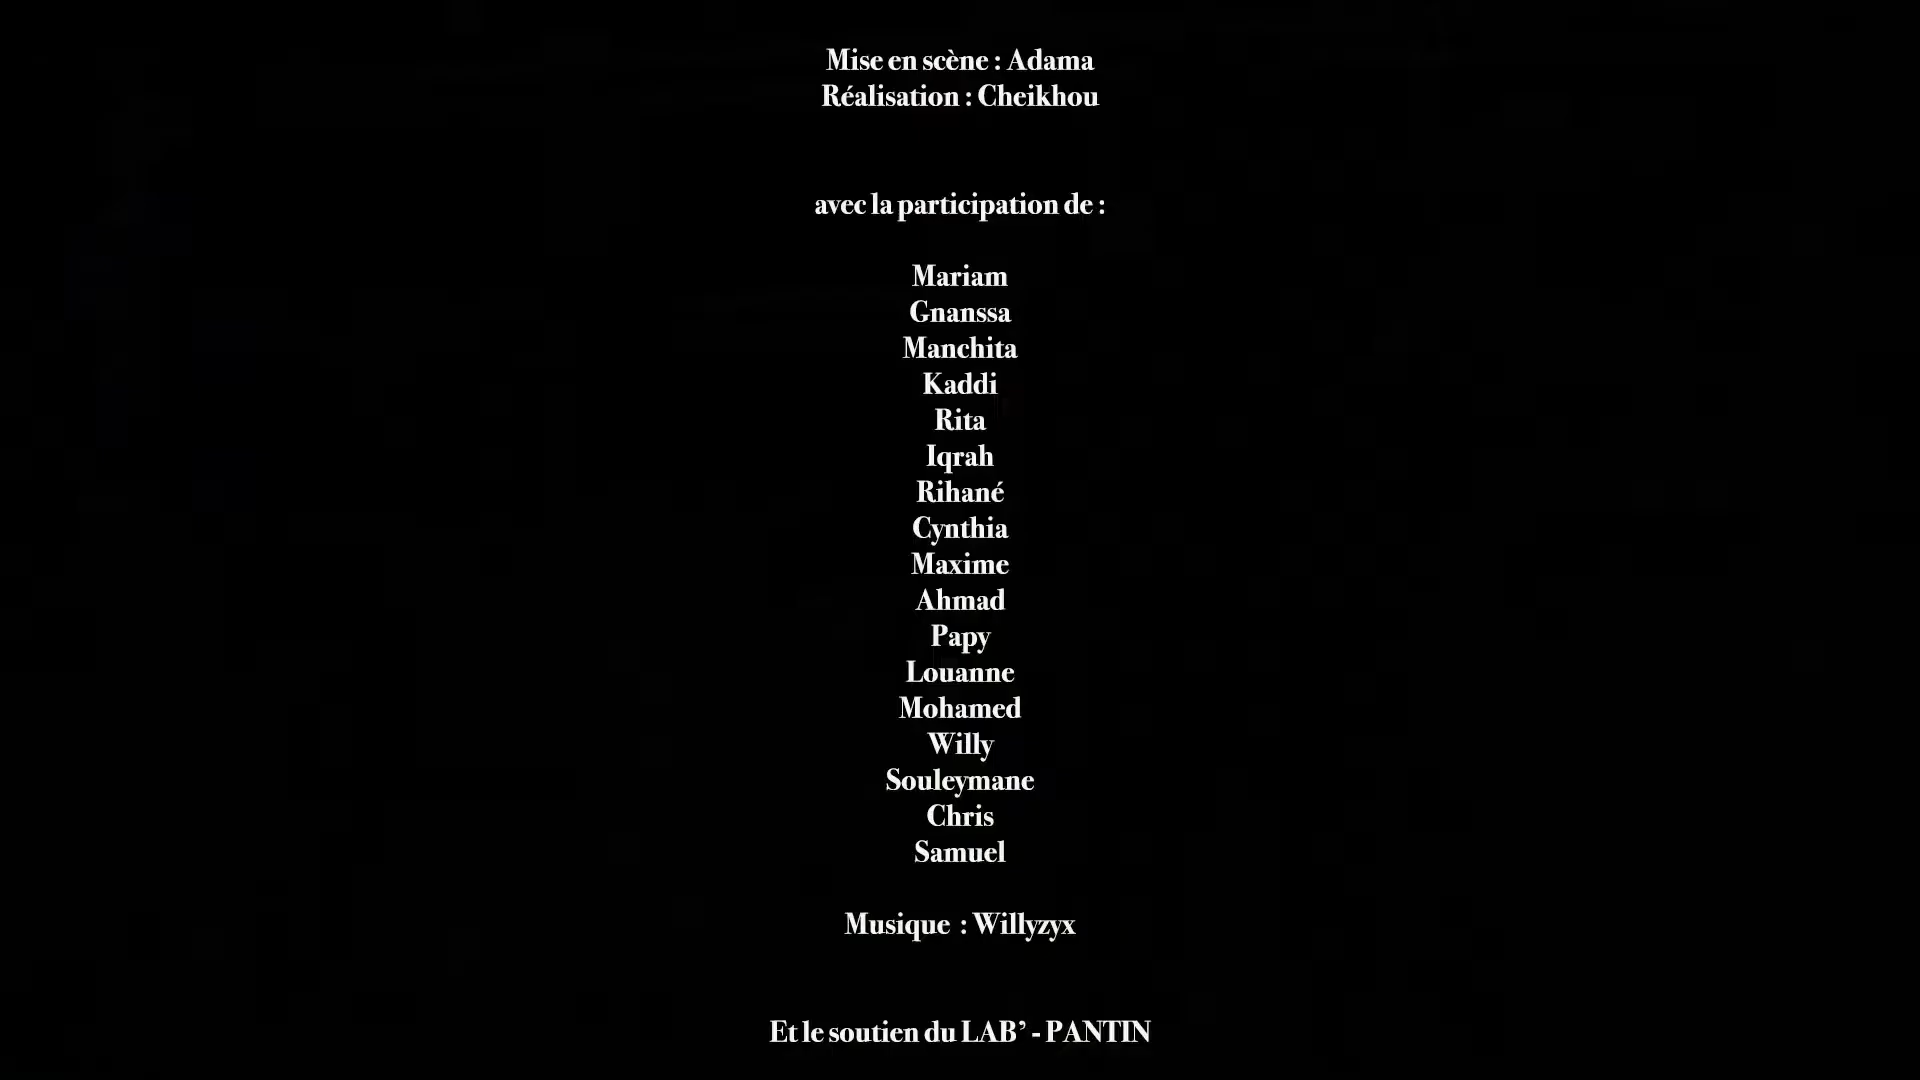 Mise en scène : Adama
Réalisation : Cheikhou
avec la participation de :
Mariam
Gnanssa
Manchita
Kaddi
Rita
Iqrah
Rihané
Cynthia
Maxime
Ahmad
Papy
Louanne
Mohamed
Willy
Souleymane
Chris
Samuel
Musique : Willyzyx
Et le soutien du LAB’ - PANTIN